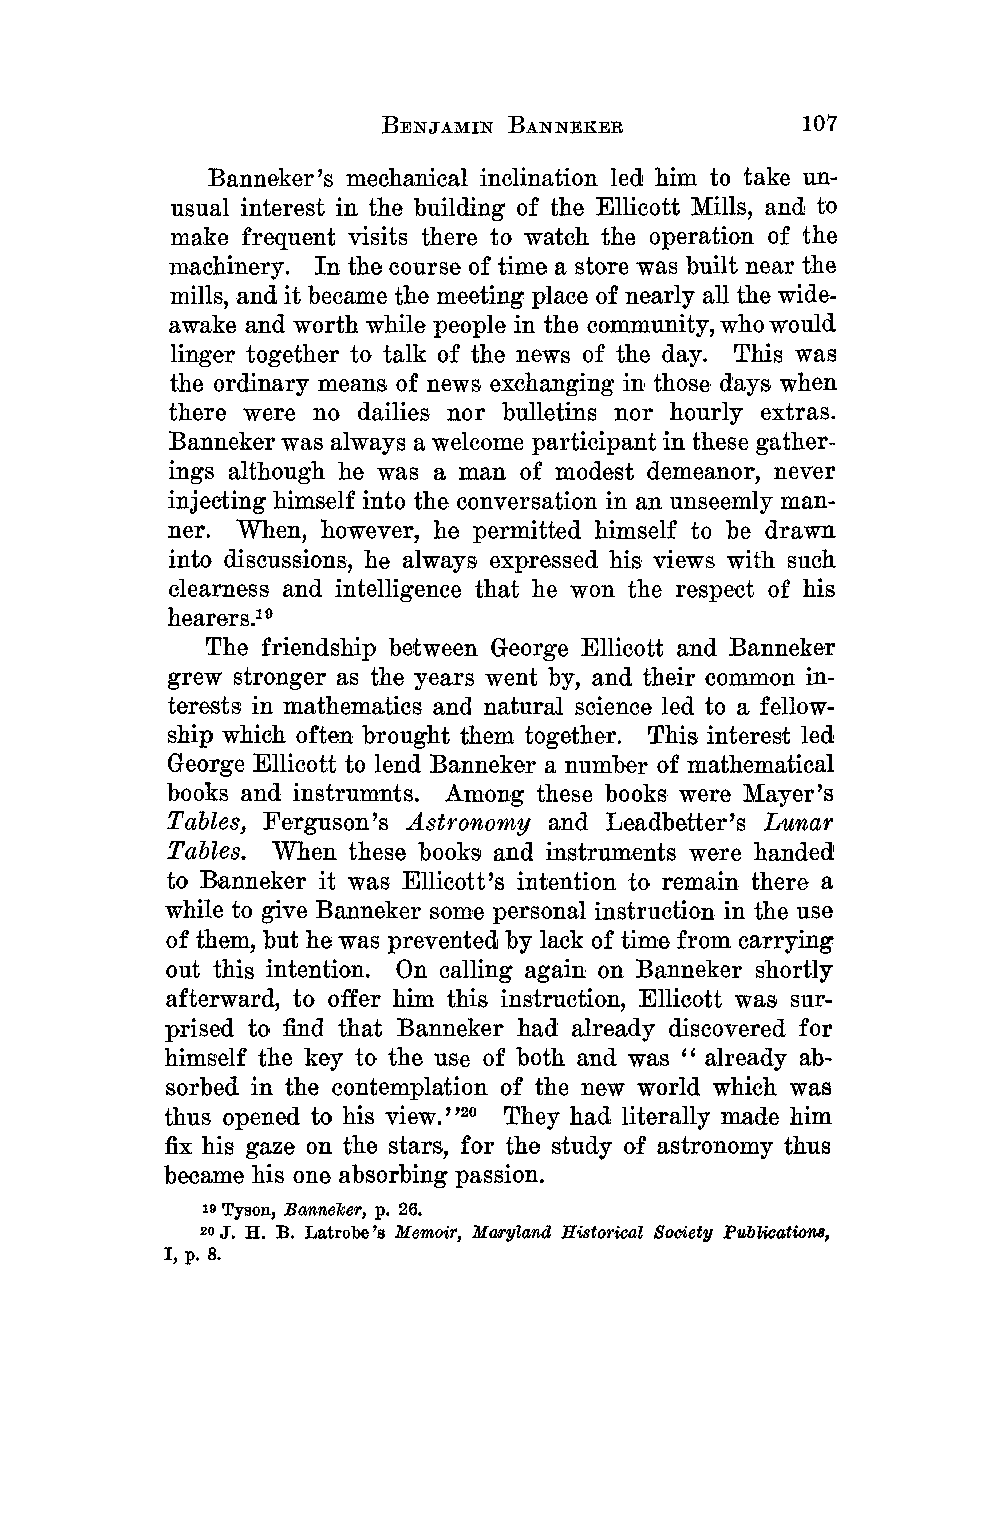 BENJAMIN BANNEKER 107
Banneker's mechanical inclination led him to take un-
usual interest in the building of the Ellicott Mills, and to
make frequent visits there to watch the operation of the
machinery. In the course of time a store was built near the
mills, and it became the meeting place of nearly all the wide-
awake and worth while people in the community, who would
linger together to talk of the news of the day. This was
the ordinary means of news exchanging in those days when
there were no dailies nor bulletins nor hourly extras.
Banneker was always a welcome participant in these gather-
ings although he was a man of modest demeanor, never
injecting himself into the conversation in an unseemly man-
ner. When, however, he permitted himself to be drawn
into discussions, he always expressed his views with such
clearness and intelligence that he won the respect of his
hearers.¹⁹
The friendship between George Ellicott and Banneker
grew stronger as the years went by, and their common in-
terests in mathematics and natural science led to a fellow-
ship which often brought them together. This interest led
George Ellicott to lend Banneker a number of mathematical
books and instrumnts. Among these books were Mayer's
Tables, Ferguson's Astronomy and Leadbetter's Lunar
Tables. When these books and instruments were handed
to Banneker it was Ellicott's intention to remain there a
while to give Banneker some personal instruction in the use
of them, but he was prevented by lack of time from carrying
out this intention. On calling again on Banneker shortly
afterward, to offer him this instruction, Ellicott was sur-
prised to find that Banneker had already discovered for
himself the key to the use of both and was “ already ab-
sorbed in the contemplation of the new world which was
thus opened to his view.”²⁰ They had literally made him
fix his gaze on the stars, for the study of astronomy thus
became his one absorbing passion.
¹⁹ Tyson, Banneker, p. 26.
²⁰ J. H. B. Latrobe's Memoir, Maryland Historical Society Publications,
I, p. 8.